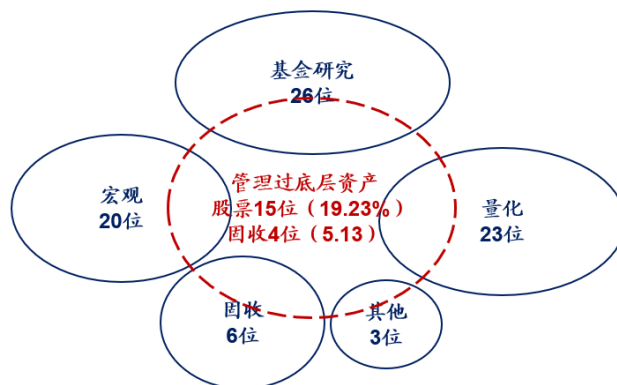 基金研究
26位
管理过底层资产
股票15位（19.23%）
固收4位（5.13）
宏观
20位
量化
23位
固收
6位
其他
3位